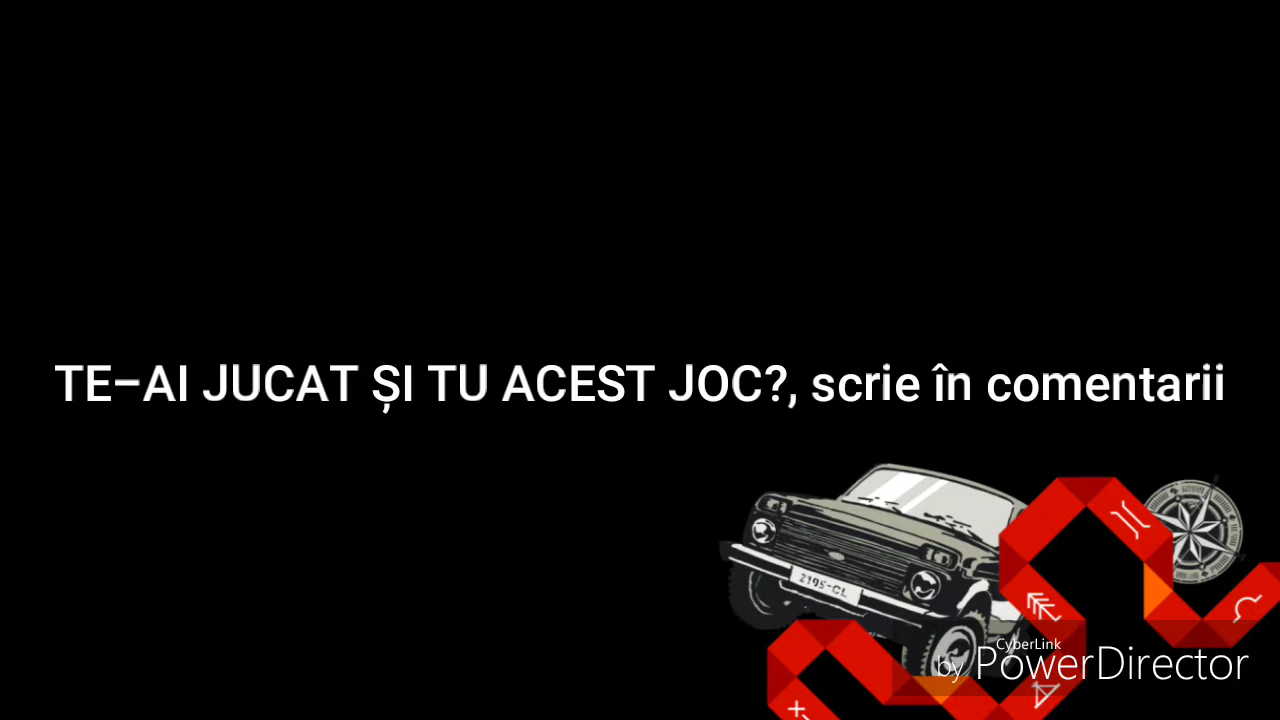 TE–AI JUCAT ȘI TU ACEST JOC?, scrie în comentarii
2195-CL
CyberLink
by PowerDirector